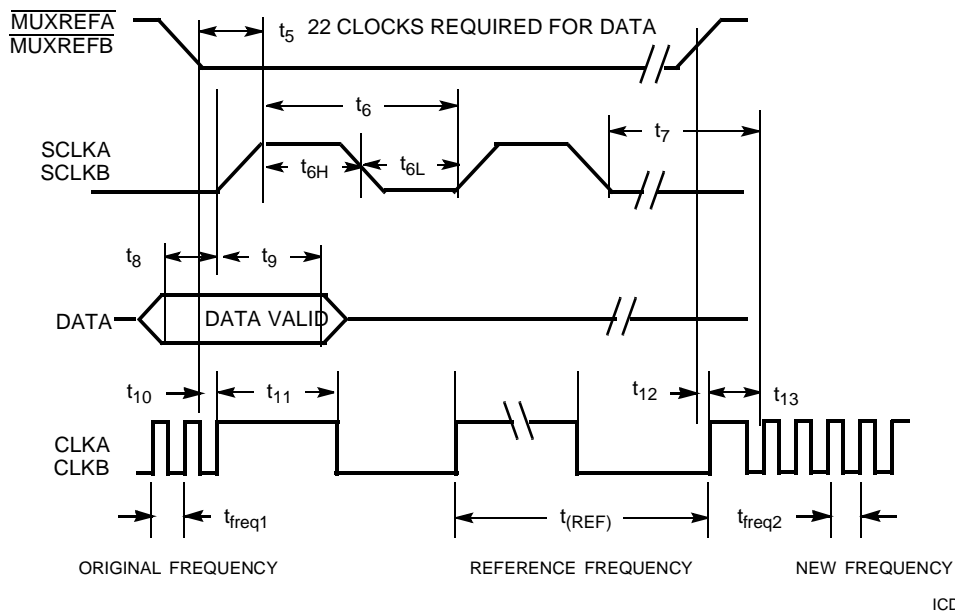 MUXREFA
MUXREFB
t5 22 CLOCKS REQUIRED FOR DATA
t6
t7
SCLKA
SCLKB
t6H t6L
t8 t9
DATA DATA VALID
t10 t11 t12 t13
CLKA
CLKB
tfreq1 t(REF) tfreq2
ORIGINAL FREQUENCY REFERENCE FREQUENCY NEW FREQUENCY
ICD